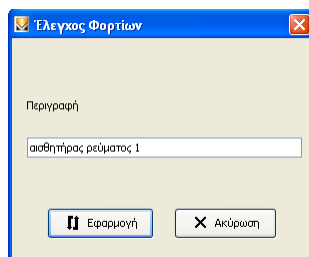 Έλεγχος Φορτίων
Περιγραφή
αισθητήρας ρεύματος 1
Εφαρμογή
Ακύρωση